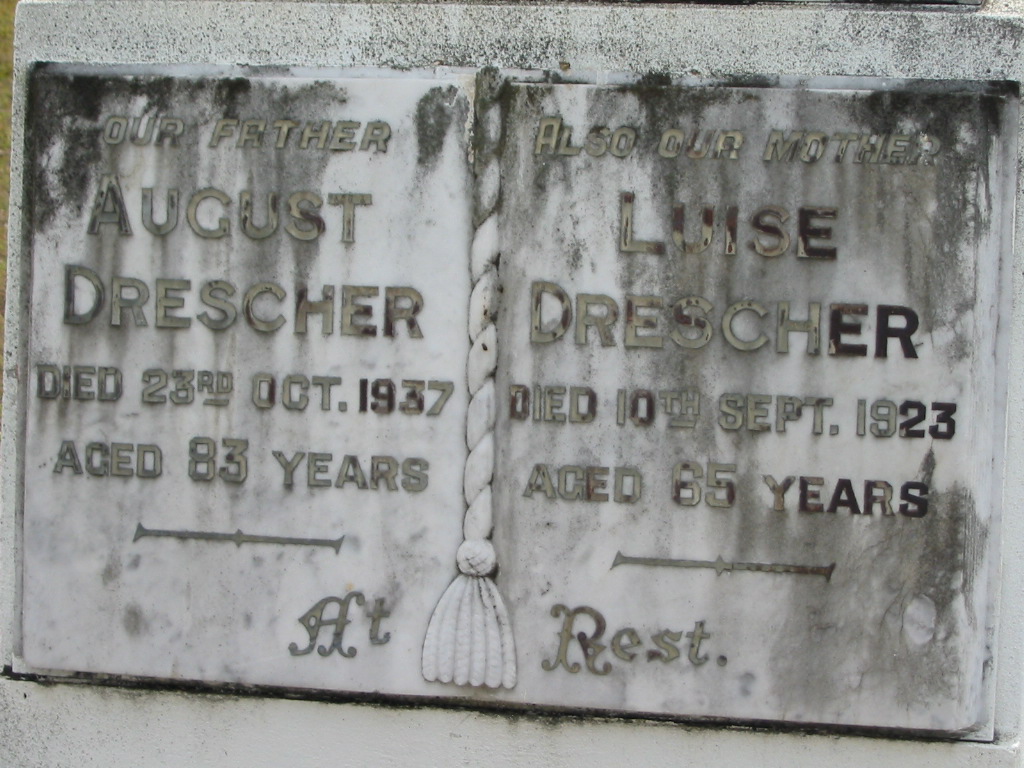 OUR FATHER
AUGUST
DRESCHER
DIED 23RD OCT. 1937
AGED 83 YEARS
ALSO OUR MOTHER
LUISE
DRESCHER
DIED 10TH SEPT. 1923
AGED 65 YEARS
At Rest.